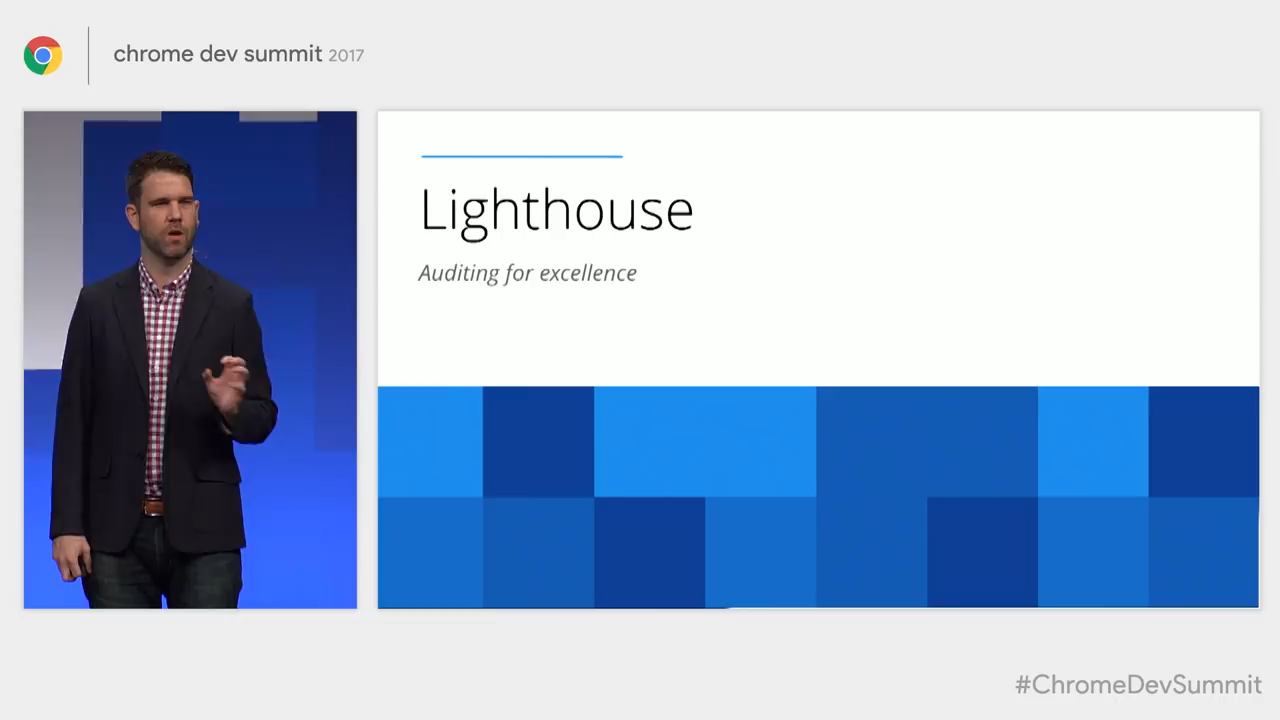 chrome dev summit 2017
Lighthouse
Auditing for excellence
#ChromeDevSummit